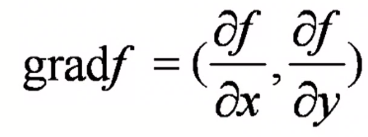 gradf = (∂f/∂x, ∂f/∂y)